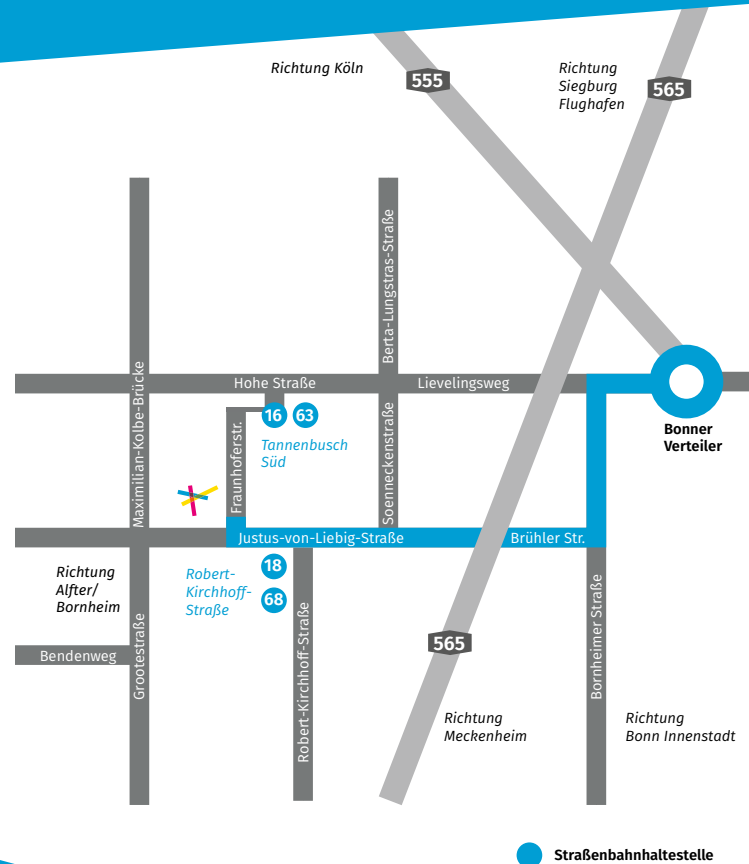 Richtung Köln
555
Richtung
Siegburg
Flughafen
565
Berta-Lungstras-Straße
Maximilian-Kolbe-Brücke
Hohe Straße
Lievelingsweg
16
63
Tannenbusch
Süd
Fraunhoferstr.
Soenneckenstraße
Bonner
Verteiler
Justus-von-Liebig-Straße
Brühler Str.
Richtung
Alfter/
Bornheim
Robert-
Kirchhoff-
Straße
18
68
Bendenweg
Grootestraße
Robert-Kirchhoff-Straße
565
Bornheimer Straße
Richtung
Meckenheim
Richtung
Bonn Innenstadt
Straßenbahnhaltestelle